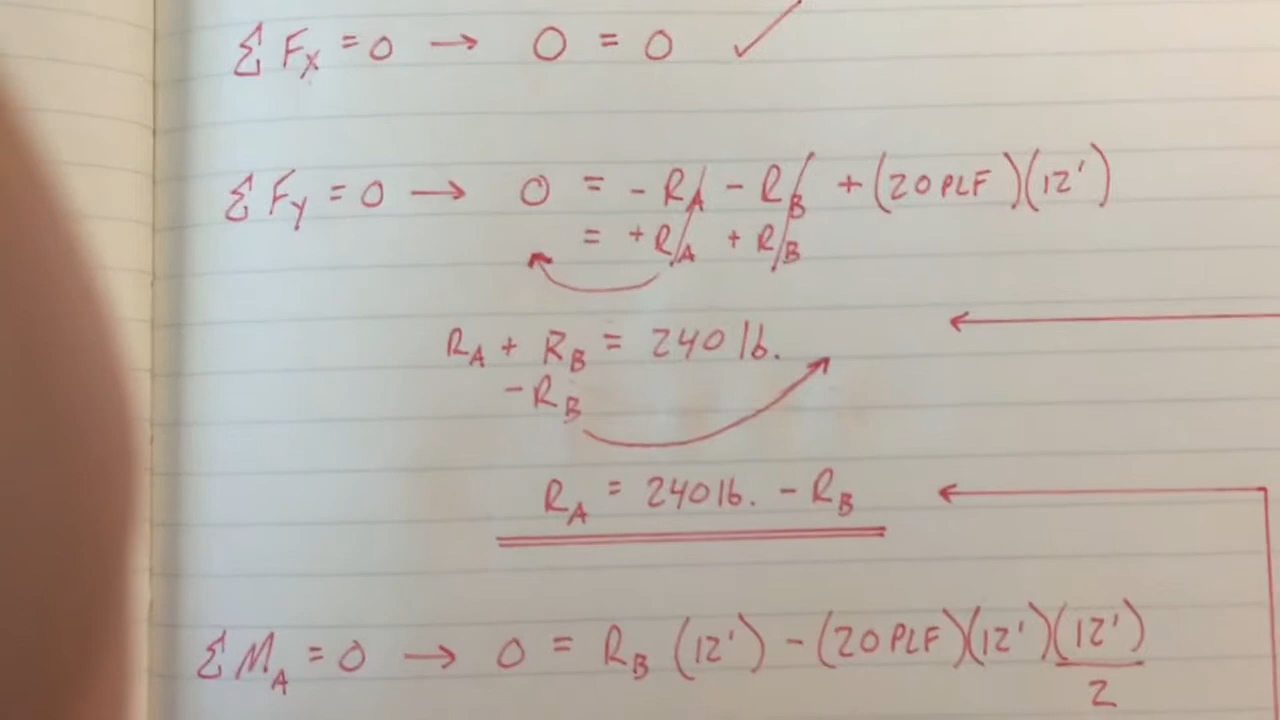 ΣFx = 0 → 0 = 0 ✓
ΣFy = 0 → 0 = -RA - RB + (20 PLF)(12')
= +RA + RB
RA + RB = 240 lb.
-RB
RA = 240 lb. - RB
ΣMA = 0 → 0 = RB (12') - (20 PLF)(12')(12')
2